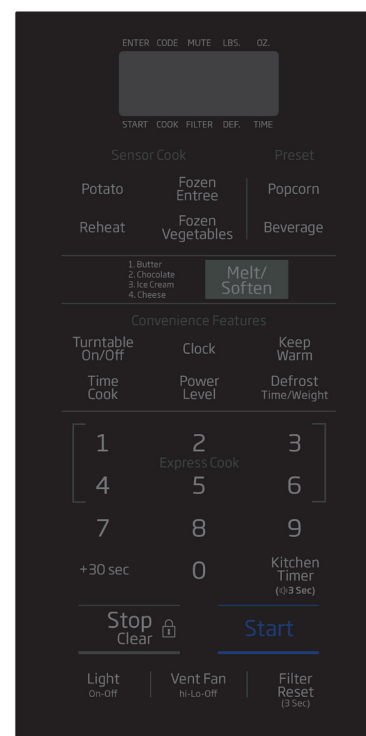 ENTER CODE MUTE LBS. OZ.
START COOK FILTER DEF. TIME
Sensor Cook Preset
Potato Fozen Entree Popcorn
Reheat Fozen Vegetables Beverage
1. Butter
2. Chocolate
3. Ice Cream
4. Cheese
Melt/
Soften
Convenience Features
Turntable On/Off Clock Keep Warm
Time Cook Power Level Defrost Time/Weight
1 2 3
Express Cook
4 5 6
7 8 9
+30 sec 0 Kitchen Timer
(3 Sec)
Stop Start
Clear
Light Vent Fan Filter Reset
On-Off hi-Lo-Off (3 Sec)